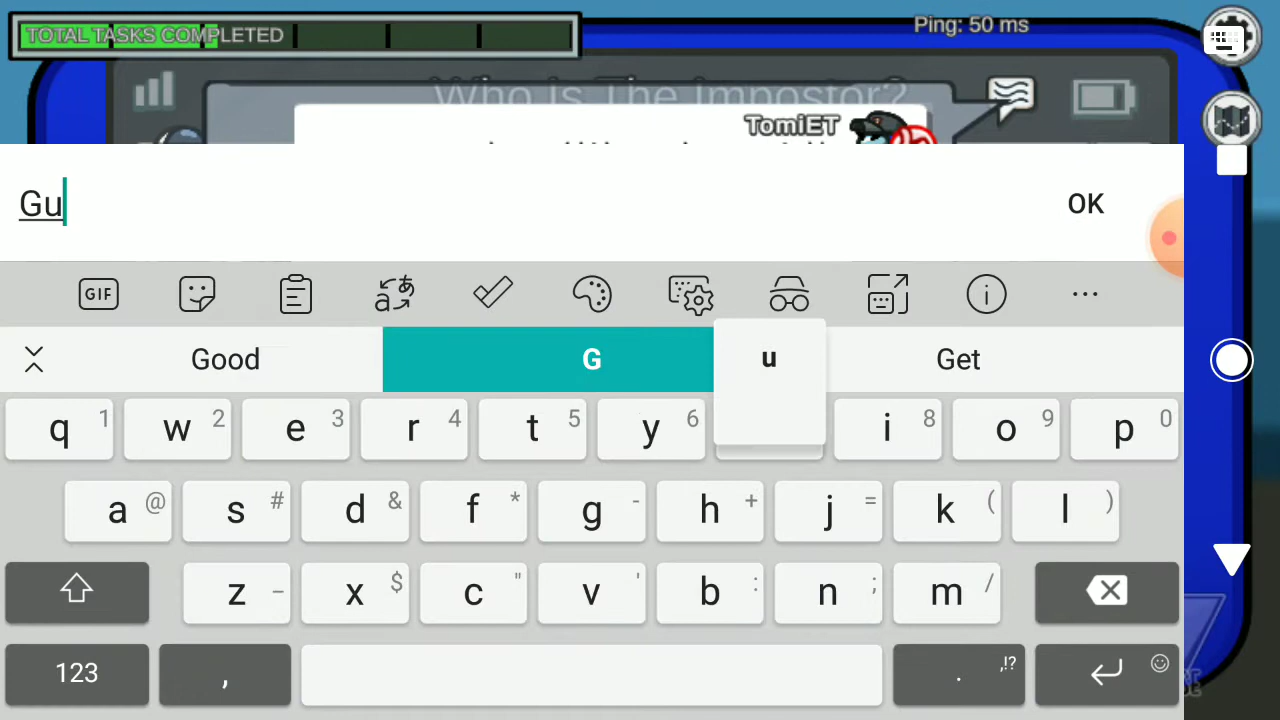 TOTAL TASKS COMPLETED
Ping: 50 ms
Who Is The Impostor?
TomiET
Gu
OK
GIF
Good
G
u
Get
q 1 w 2 e 3 r 4 t 5 y 6 i 8 o 9 p 0
a @ s # d & f * g - h + j = k ( l )
z _ x $ c " v ' b : n ; m /
123 , . ,!?